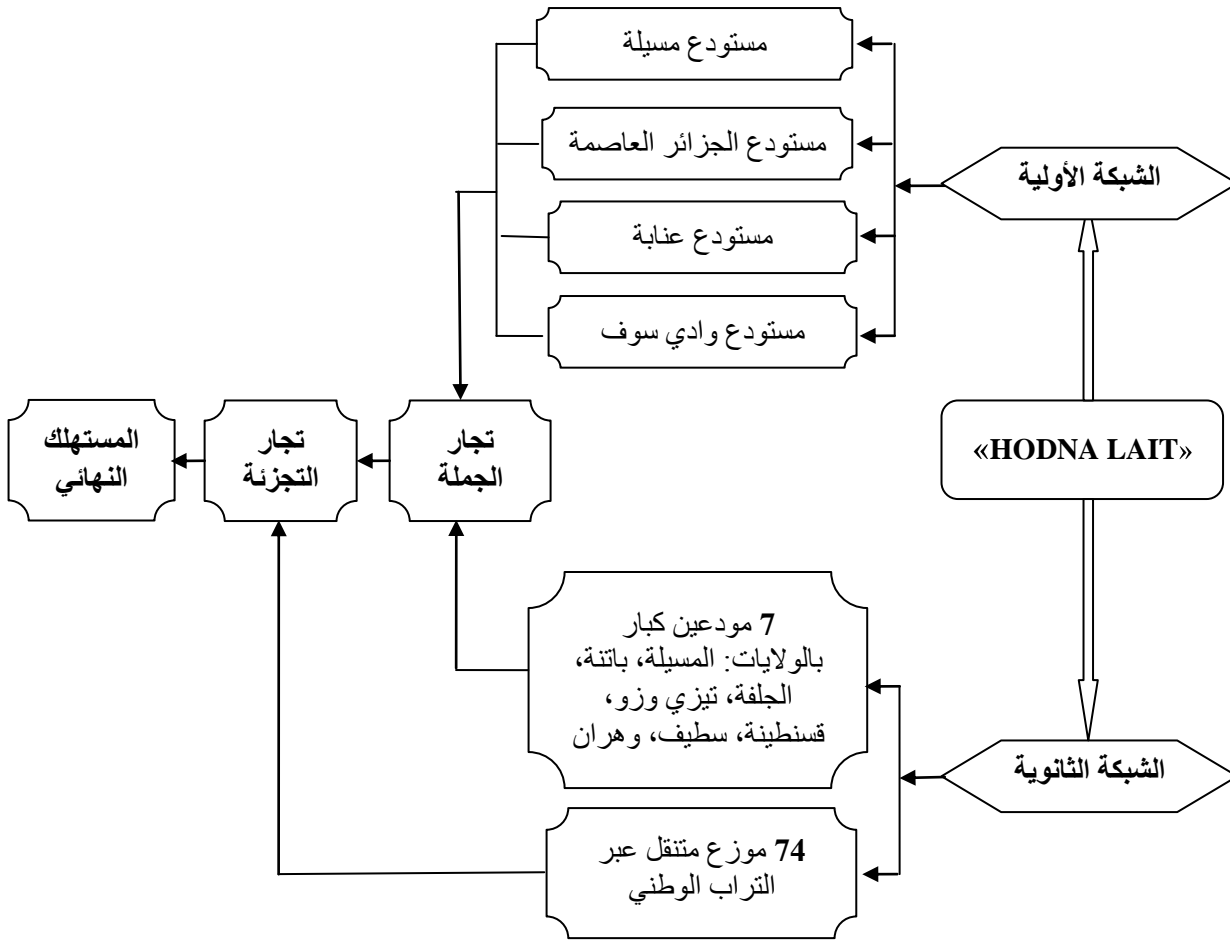 مستودع مسيلة
مستودع الجزائر العاصمة
مستودع عنابة
مستودع وادي سوف
الشبكة الأولية
«HODNA LAIT»
تجار
الجملة
تجار
التجزئة
المستهلك
النهائي
7 مودعين كبار
بالولايات: المسيلة، باتنة،
الجلفة، تيزي وزو،
قسنطينة، سطيف، وهران
الشبكة الثانوية
74 موزع متنقل عبر
التراب الوطني